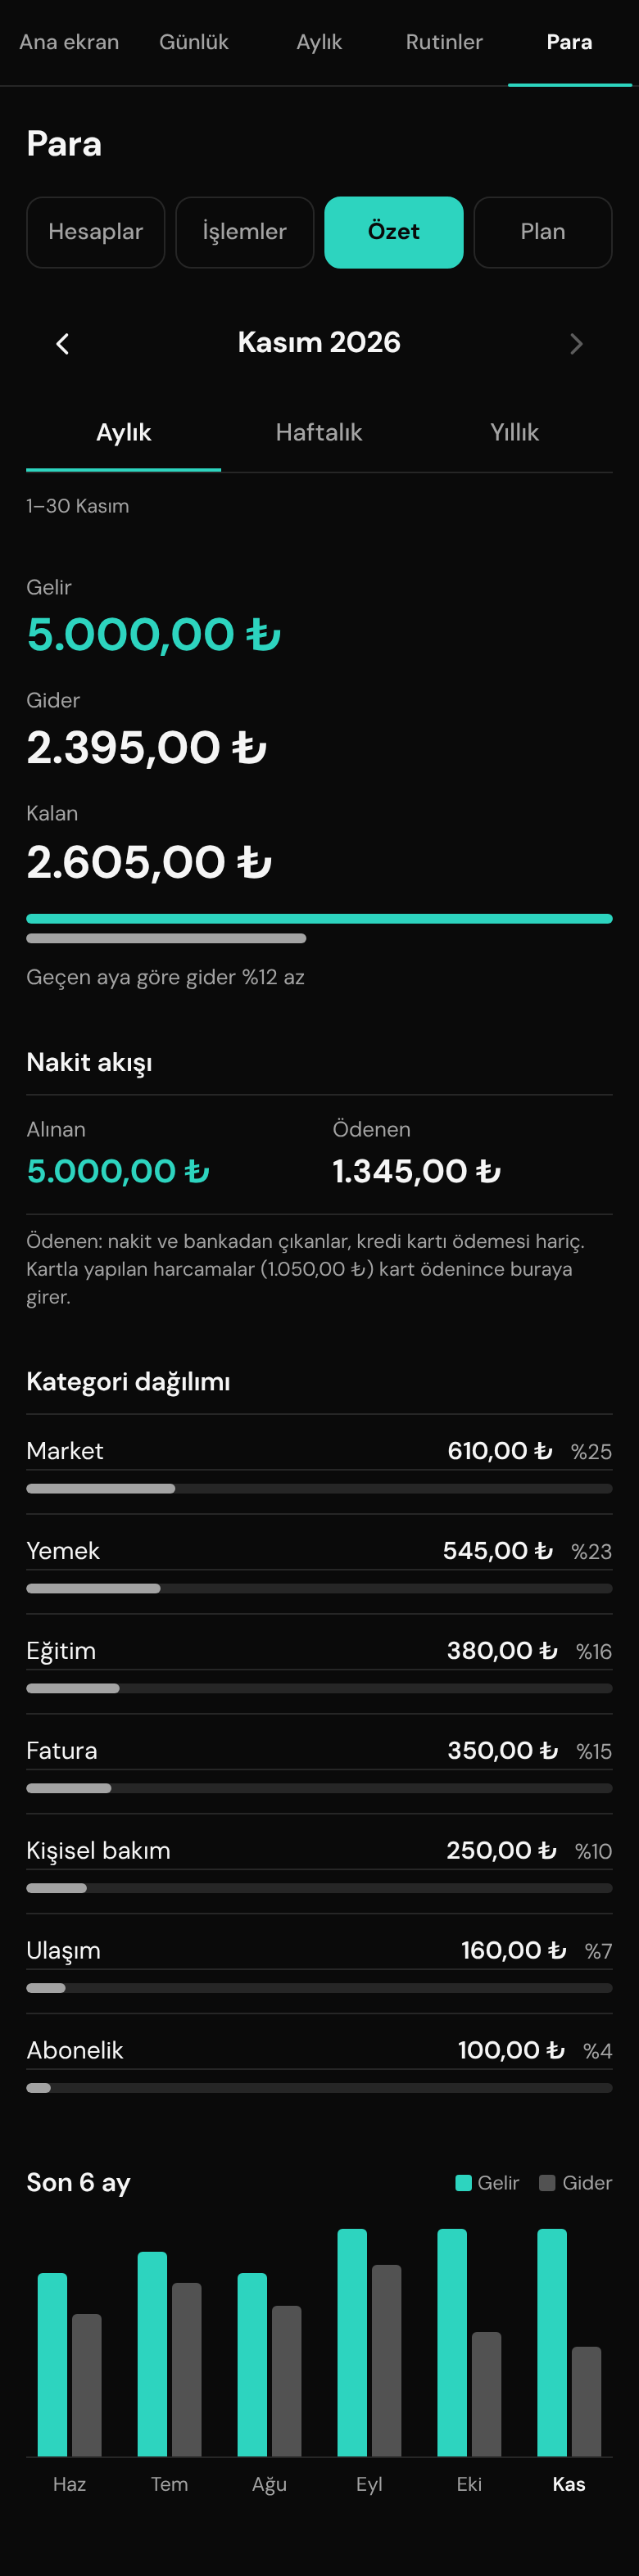 Ana ekran Günlük Aylık Rutinler Para
Para
Hesaplar İşlemler Özet Plan
Kasım 2026
Aylık Haftalık Yıllık
1–30 Kasım
Gelir
5.000,00 ₺
Gider
2.395,00 ₺
Kalan
2.605,00 ₺
Geçen aya göre gider %12 az
Nakit akışı
Alınan Ödenen
5.000,00 ₺ 1.345,00 ₺
Ödenen: nakit ve bankadan çıkanlar, kredi kartı ödemesi hariç.
Kartla yapılan harcamalar (1.050,00 ₺) kart ödenince buraya
girer.
Kategori dağılımı
Market 610,00 ₺ %25
Yemek 545,00 ₺ %23
Eğitim 380,00 ₺ %16
Fatura 350,00 ₺ %15
Kişisel bakım 250,00 ₺ %10
Ulaşım 160,00 ₺ %7
Abonelik 100,00 ₺ %4
Son 6 ay Gelir Gider
Haz Tem Ağu Eyl Eki Kas